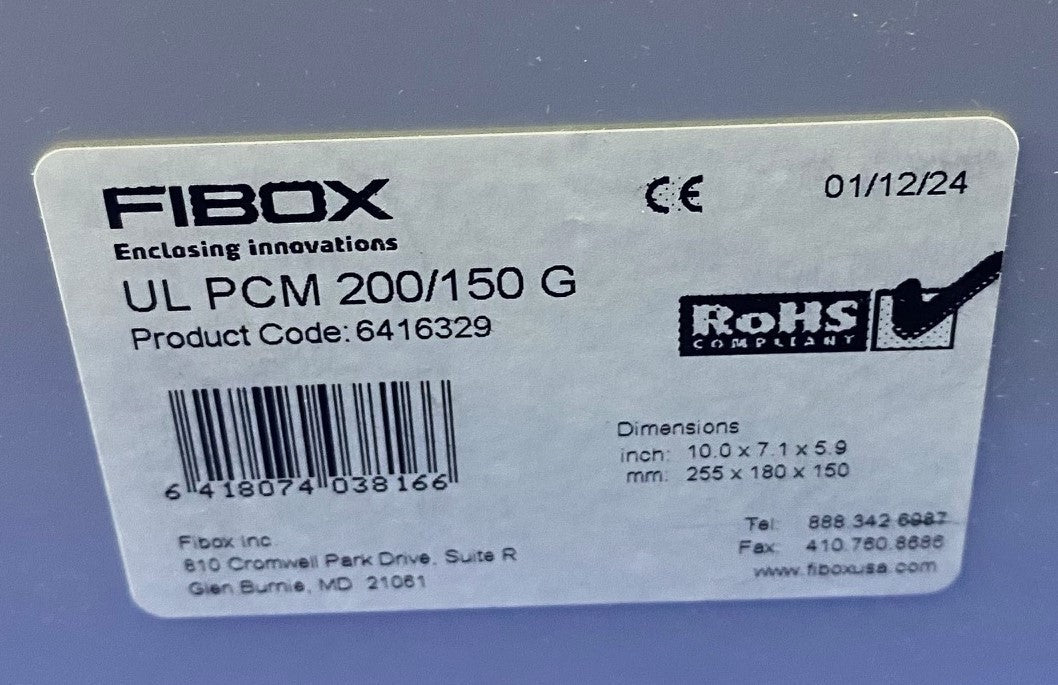 FIBOX
Enclosing innovations
CE
01/12/24
UL PCM 200/150 G
Product Code: 6416329
RoHS
COMPLIANT
6 418074 038166
Dimensions
inch: 10.0 x 7.1 x 5.9
mm: 255 x 180 x 150
Fibox Inc.
810 Cromwell Park Drive, Suite R
Glen Burnie, MD 21061
Tel: 888.342.6987
Fax: 410.760.8686
www.fiboxusa.com